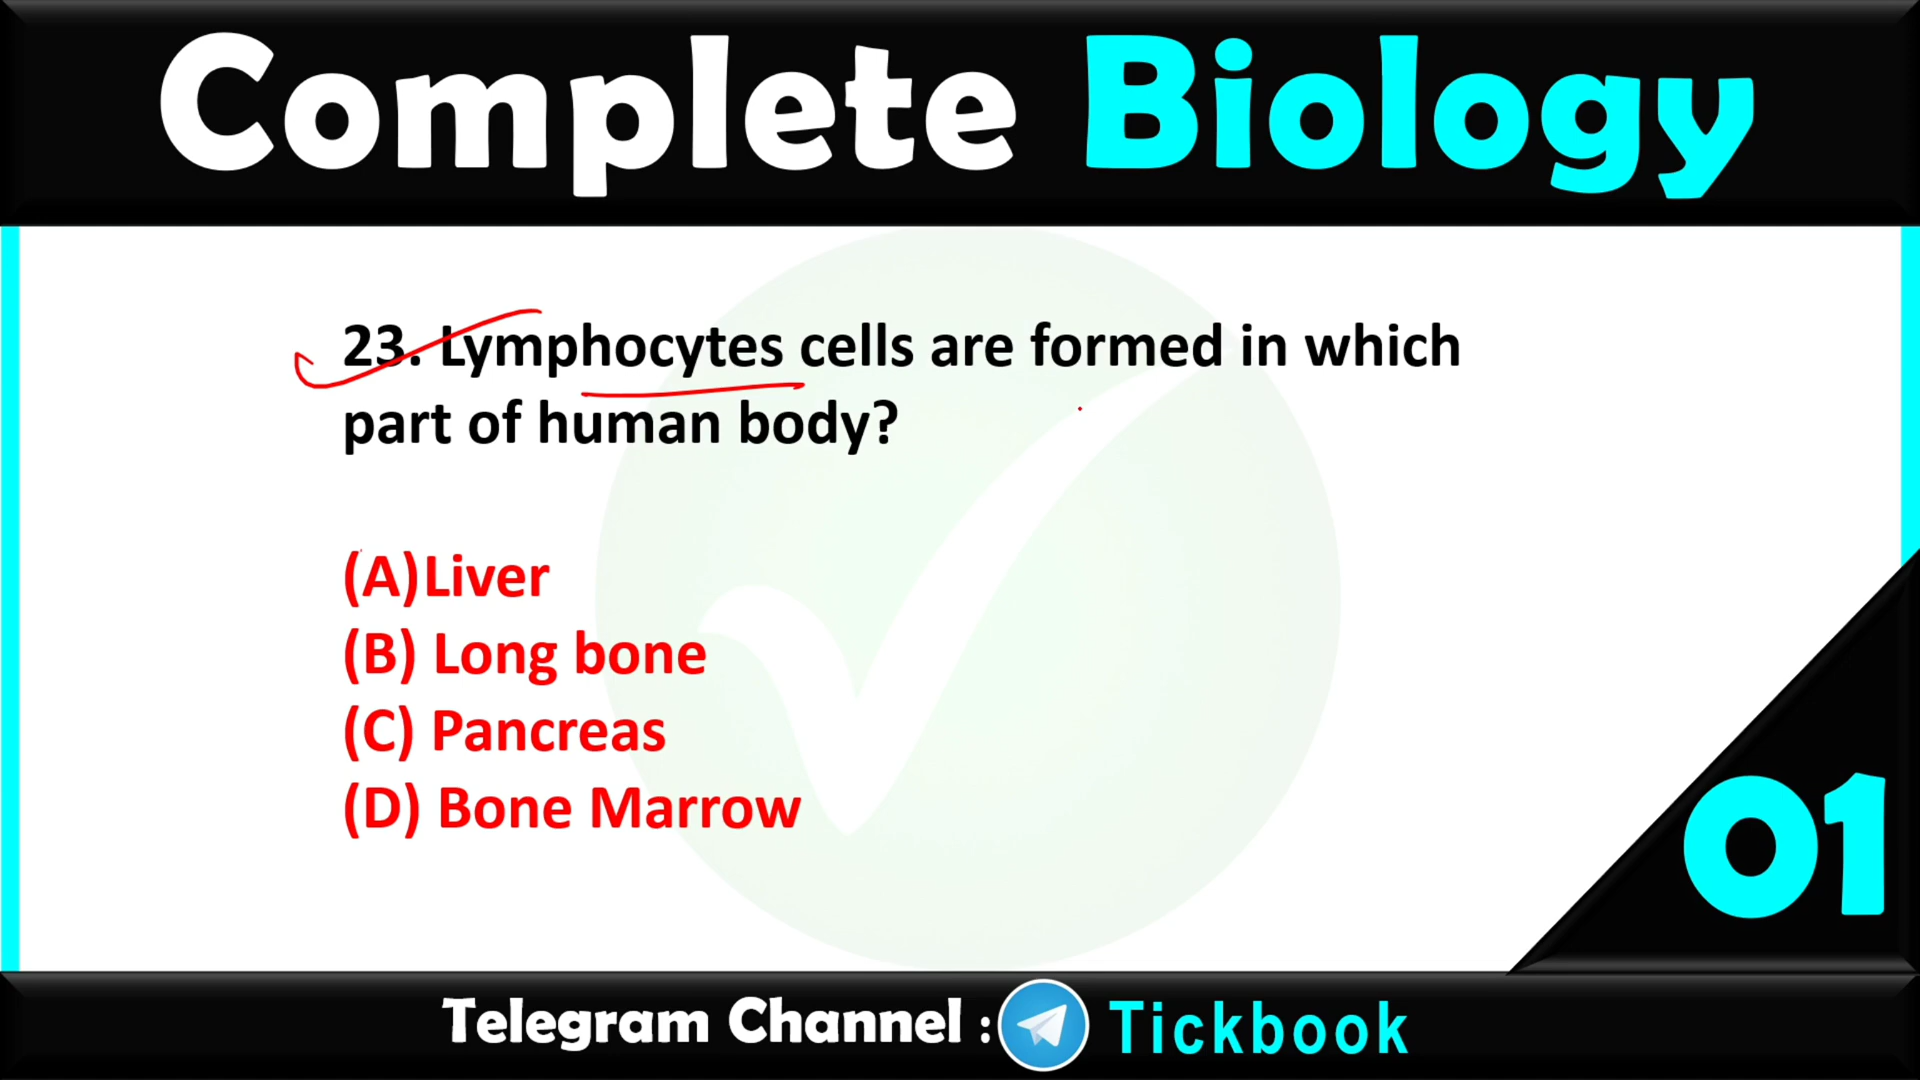 Complete Biology
23. Lymphocytes cells are formed in which
part of human body?
(A)Liver
(B) Long bone
(C) Pancreas
(D) Bone Marrow
01
Telegram Channel : Tickbook